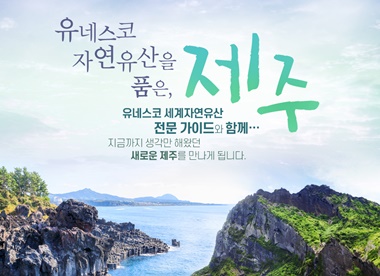 유네스코
자연유산을
품은,
제주
유네스코 세계자연유산
전문 가이드와 함께…
지금까지 생각만 해왔던
새로운 제주를 만나게 됩니다.